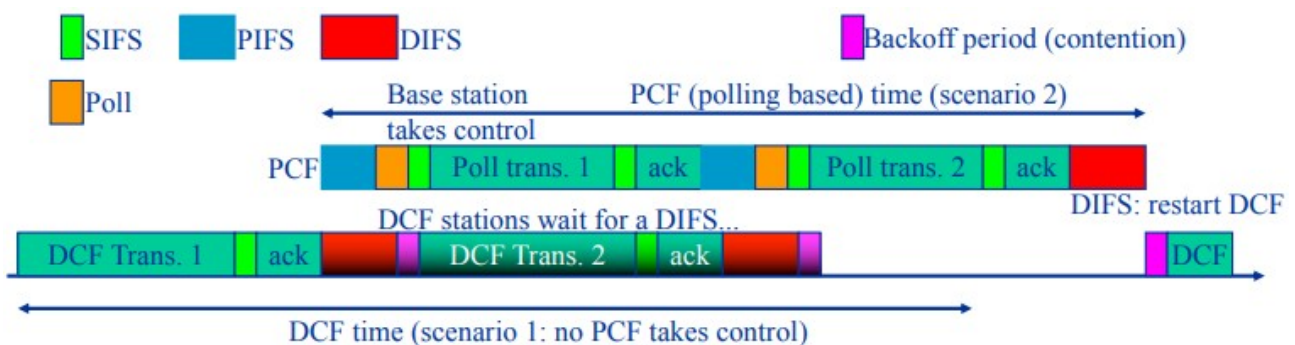 SIFS PIFS DIFS Backoff period (contention)
Poll
Base station PCF (polling based) time (scenario 2)
takes control
PCF Poll trans. 1 ack Poll trans. 2 ack
DCF stations wait for a DIFS...
DIFS: restart DCF
DCF Trans. 1 ack DCF Trans. 2 ack DCF
DCF time (scenario 1: no PCF takes control)